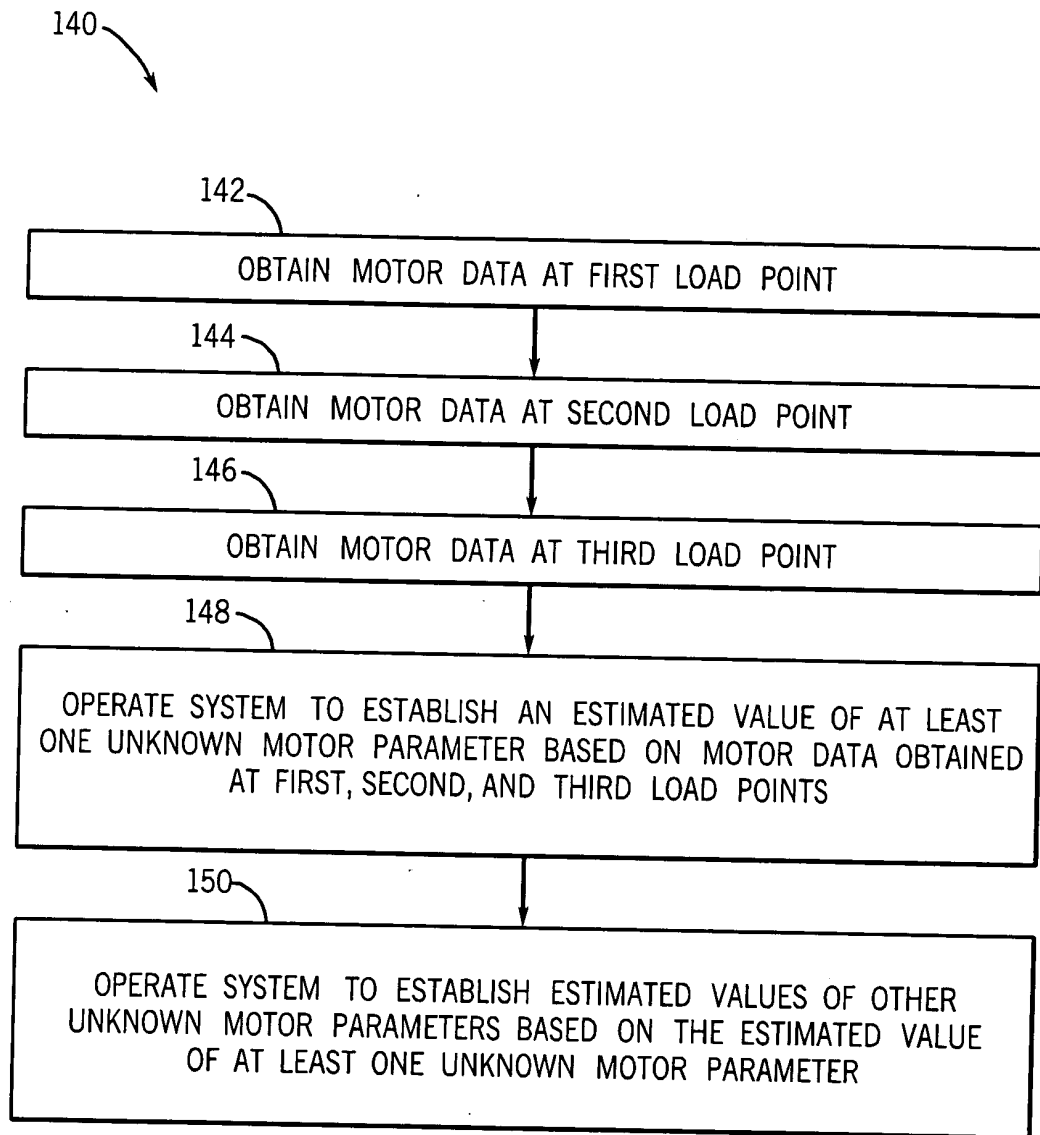 140
142
OBTAIN MOTOR DATA AT FIRST LOAD POINT
144
OBTAIN MOTOR DATA AT SECOND LOAD POINT
146
OBTAIN MOTOR DATA AT THIRD LOAD POINT
148
OPERATE SYSTEM TO ESTABLISH AN ESTIMATED VALUE OF AT LEAST
ONE UNKNOWN MOTOR PARAMETER BASED ON MOTOR DATA OBTAINED
AT FIRST, SECOND, AND THIRD LOAD POINTS
150
OPERATE SYSTEM TO ESTABLISH ESTIMATED VALUES OF OTHER
UNKNOWN MOTOR PARAMETERS BASED ON THE ESTIMATED VALUE
OF AT LEAST ONE UNKNOWN MOTOR PARAMETER